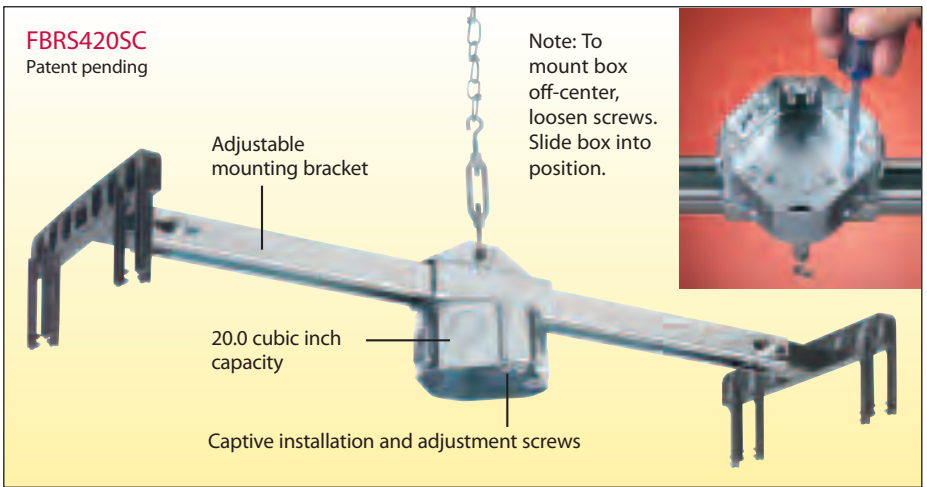 FBRS420SC
Patent pending
Note: To
mount box
off-center,
loosen screws.
Slide box into
position.
Adjustable
mounting bracket
20.0 cubic inch
capacity
Captive installation and adjustment screws